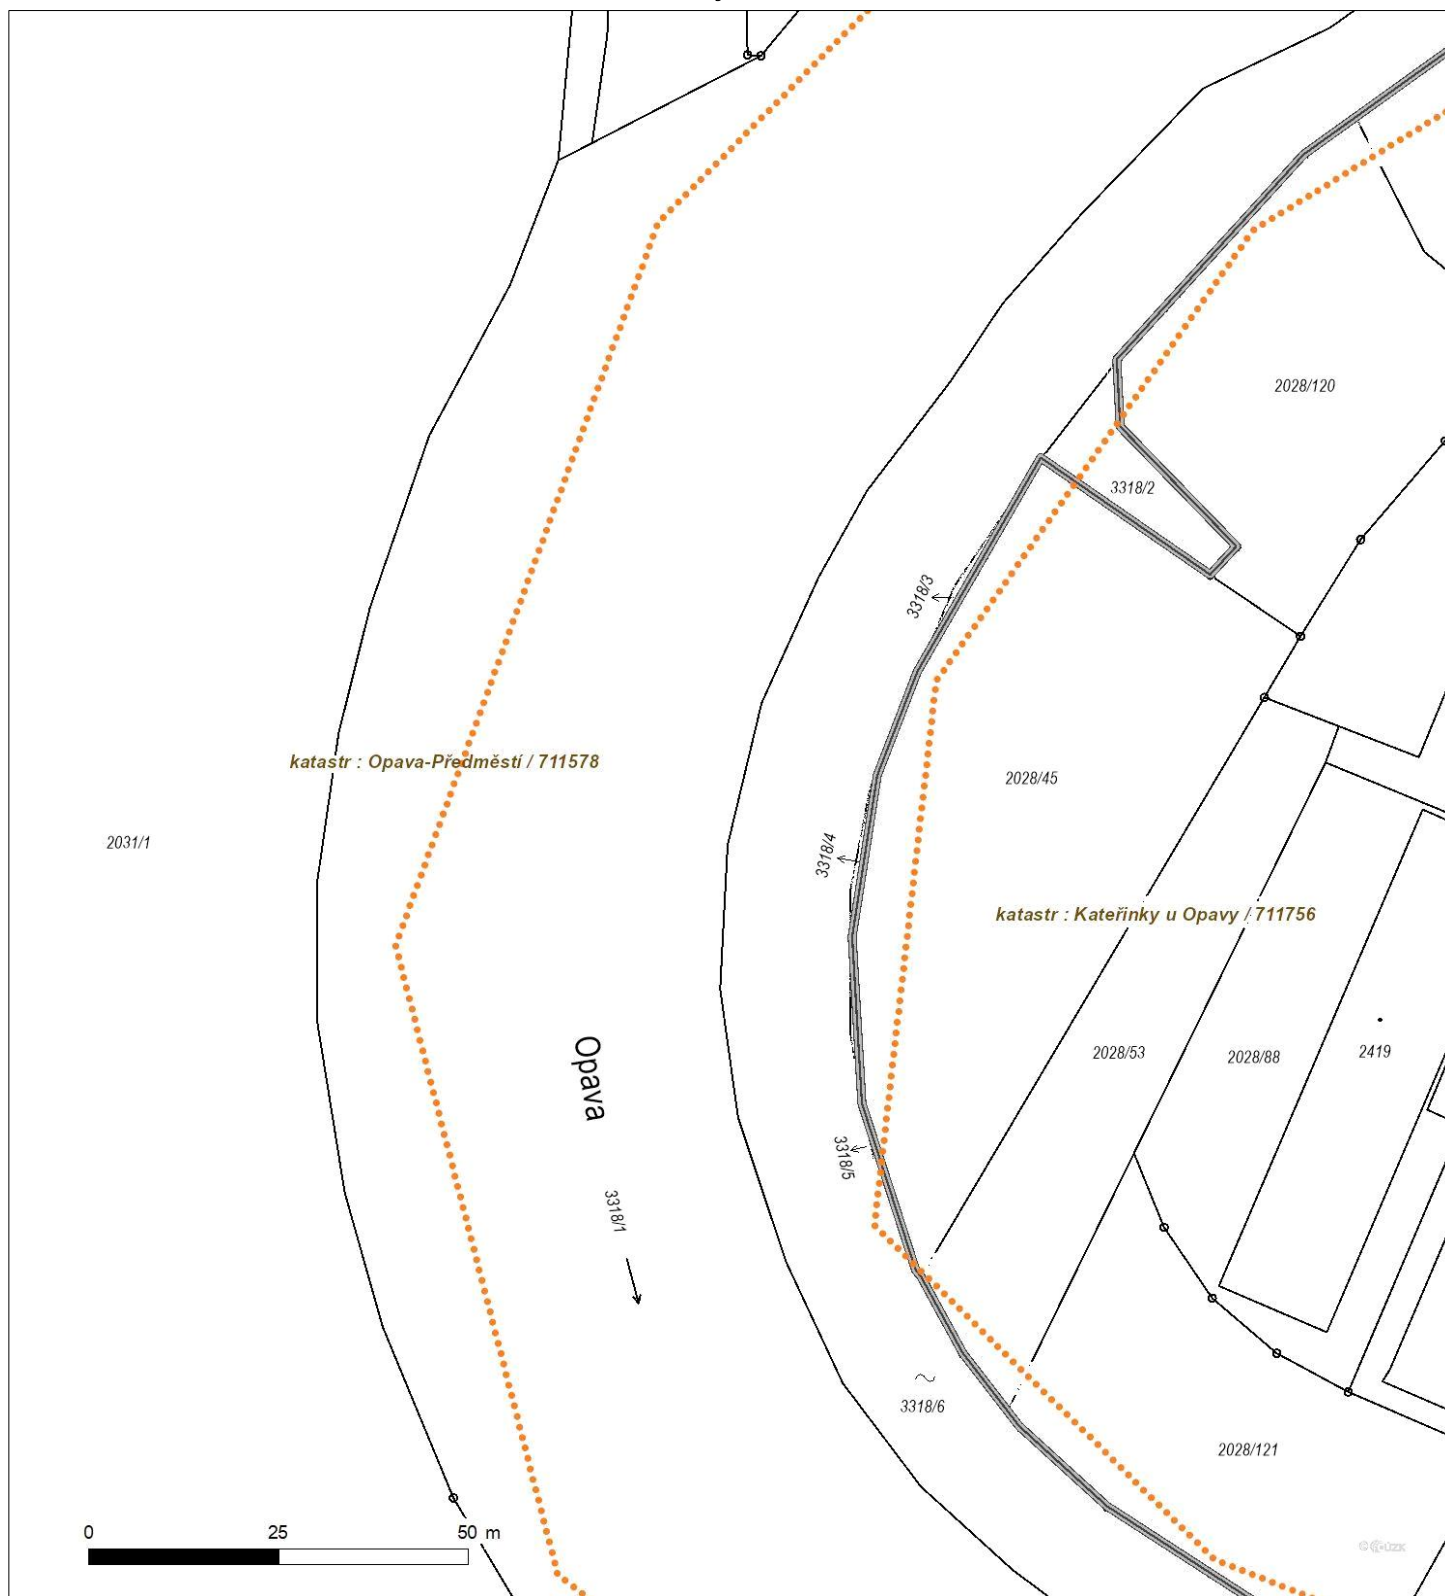 2028/120
3318/2
3318/3
katastr : Opava-Předměstí / 711578
2028/45
2031/1
3318/4
katastr : Kateřinky u Opavy / 711756
Opava
2028/53
2028/88
2419
3318/5
3318/1
3318/6
2028/121
0 25 50 m
© ČÚZK